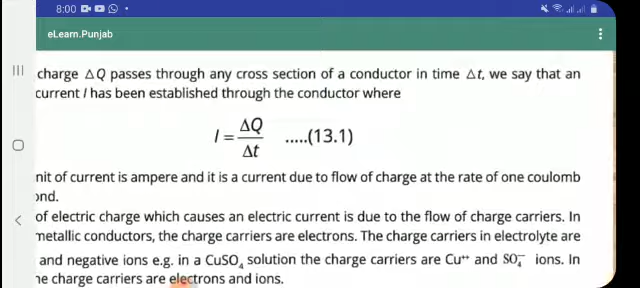 8:00
eLearn.Punjab
charge ΔQ passes through any cross section of a conductor in time Δt, we say that an
current I has been established through the conductor where
I = ΔQ/Δt .....(13.1)
nit of current is ampere and it is a current due to flow of charge at the rate of one coulomb
ond.
of electric charge which causes an electric current is due to the flow of charge carriers. In
metallic conductors, the charge carriers are electrons. The charge carriers in electrolyte are
and negative ions e.g. in a CuSO₄ solution the charge carriers are Cu⁺⁺ and SO₄⁻⁻ ions. In
he charge carriers are electrons and ions.